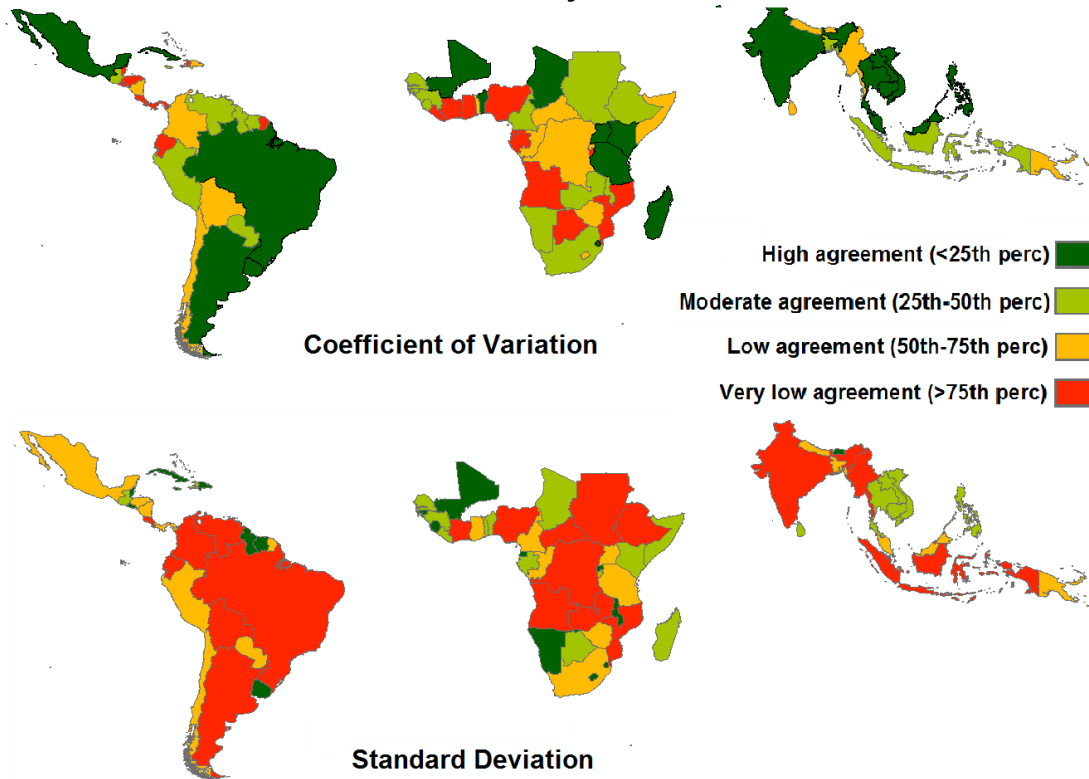 High agreement (<25th perc)
Moderate agreement (25th-50th perc)
Low agreement (50th-75th perc)
Very low agreement (>75th perc)
Coefficient of Variation
Standard Deviation